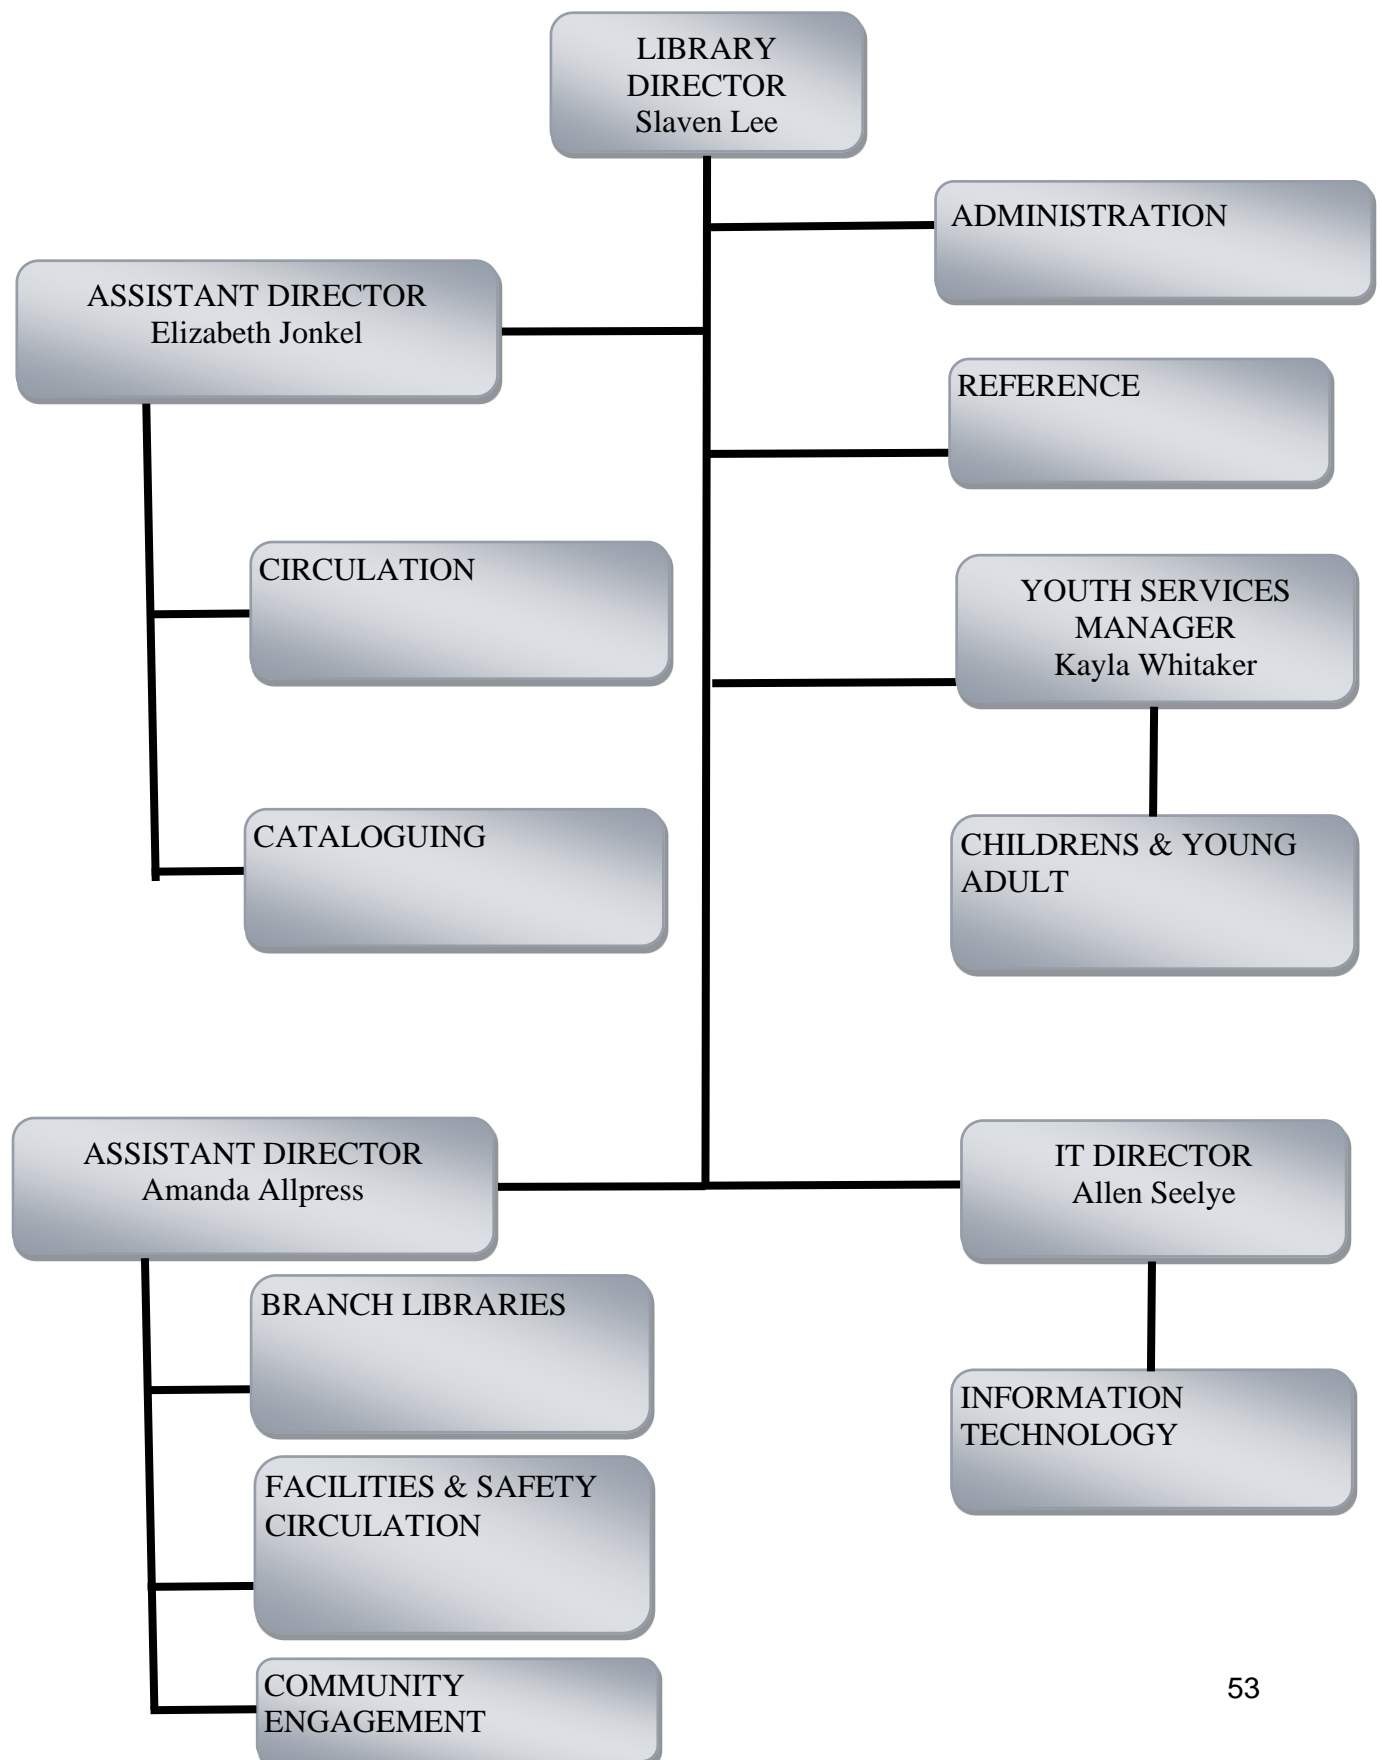 LIBRARY
DIRECTOR
Slaven Lee
ADMINISTRATION
ASSISTANT DIRECTOR
Elizabeth Jonkel
REFERENCE
CIRCULATION
YOUTH SERVICES
MANAGER
Kayla Whitaker
CATALOGUING
CHILDRENS & YOUNG
ADULT
ASSISTANT DIRECTOR
Amanda Allpress
IT DIRECTOR
Allen Seelye
BRANCH LIBRARIES
INFORMATION
TECHNOLOGY
FACILITIES & SAFETY
CIRCULATION
COMMUNITY
ENGAGEMENT
53